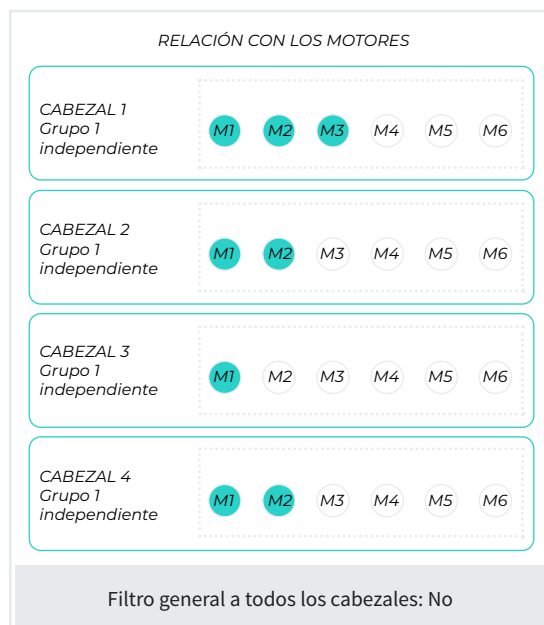 RELACIÓN CON LOS MOTORES
CABEZAL 1
Grupo 1
independiente
M1 M2 M3 M4 M5 M6
CABEZAL 2
Grupo 1
independiente
M1 M2 M3 M4 M5 M6
CABEZAL 3
Grupo 1
independiente
M1 M2 M3 M4 M5 M6
CABEZAL 4
Grupo 1
independiente
M1 M2 M3 M4 M5 M6
Filtro general a todos los cabezales: No